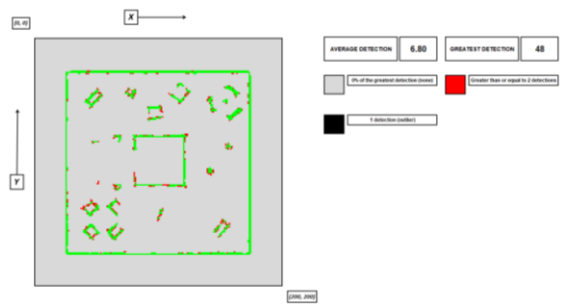 X
[0, 0]
AVERAGE DETECTION 6.80 GREATEST DETECTION 48
0% of the greatest detection (none) Greater than or equal to 2 detections
1 detection (outlier)
Y
[200, 200]